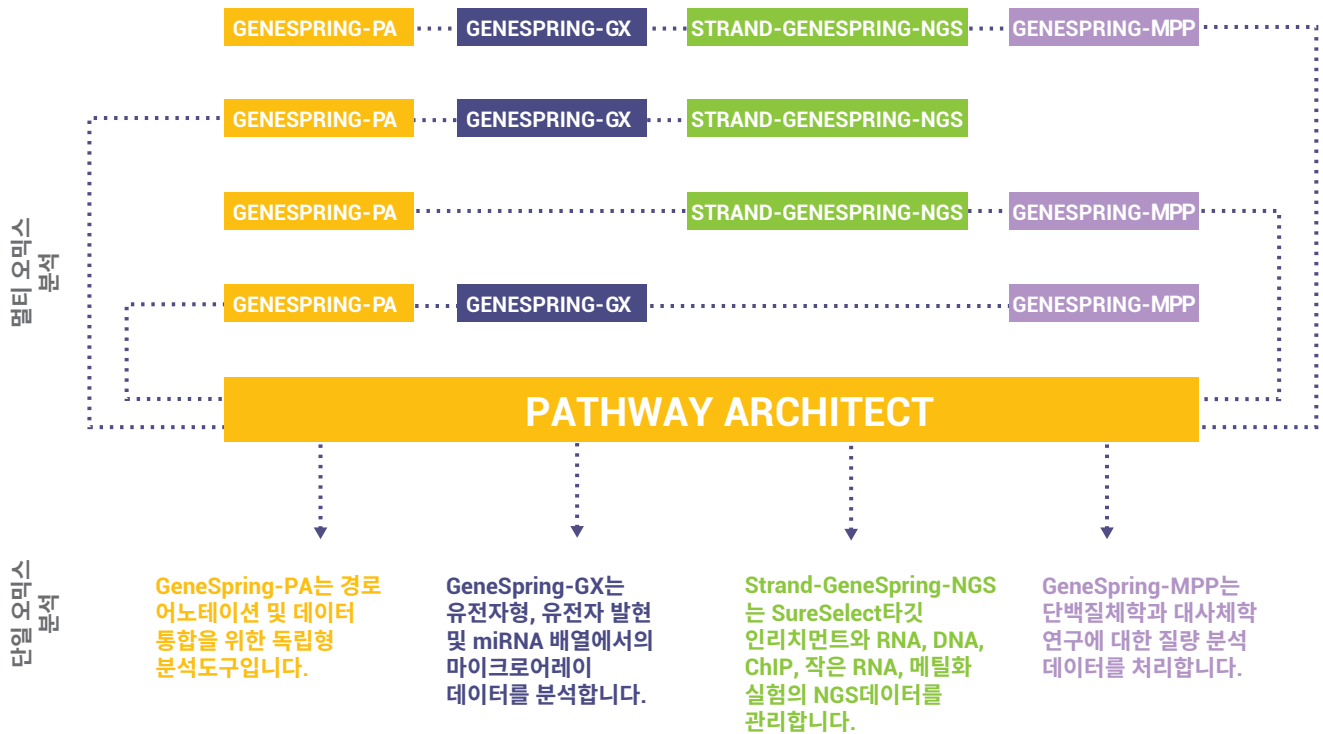 GENESPRING-PA
GENESPRING-GX
STRAND-GENESPRING-NGS
GENESPRING-MPP
GENESPRING-PA
GENESPRING-GX
STRAND-GENESPRING-NGS
GENESPRING-PA
STRAND-GENESPRING-NGS
GENESPRING-MPP
GENESPRING-PA
GENESPRING-GX
GENESPRING-MPP
멀티 오믹스
분석
PATHWAY ARCHITECT
단일 오믹스
분석
GeneSpring-PA는 경로
어노테이션 및 데이터
통합을 위한 독립형
분석도구입니다.
GeneSpring-GX는
유전자형, 유전자 발현
및 miRNA 배열에서의
마이크로어레이
데이터를 분석합니다.
Strand-GeneSpring-NGS
는 SureSelect타깃
인리치먼트와 RNA, DNA,
ChIP, 작은 RNA, 메틸화
실험의 NGS데이터를
관리합니다.
GeneSpring-MPP는
단백질체학과 대사체학
연구에 대한 질량 분석
데이터를 처리합니다.